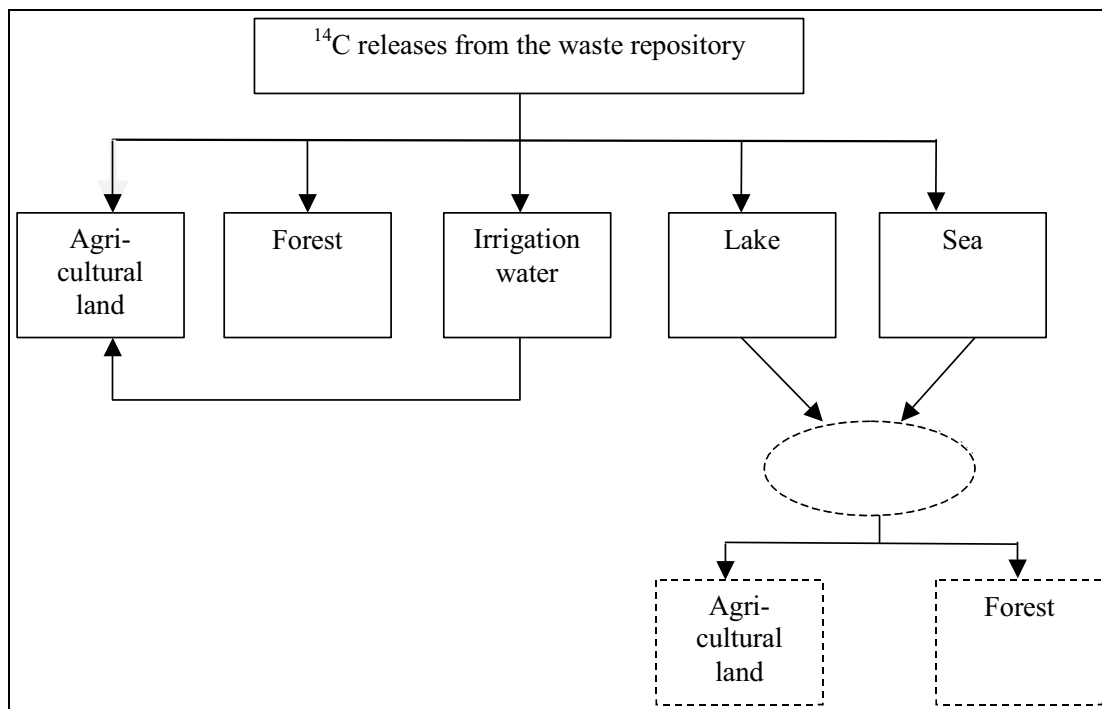 ¹⁴C releases from the waste repository
Agri-
cultural
land
Forest
Irrigation
water
Lake
Sea
Agri-
cultural
land
Forest